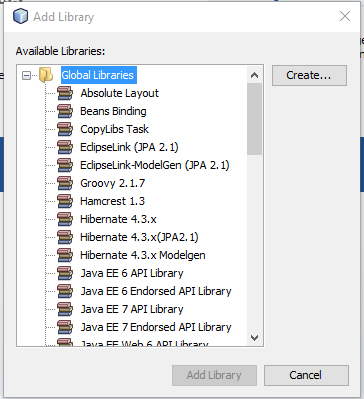 Add Library
Available Libraries:
Global Libraries
Create...
Absolute Layout
Beans Binding
CopyLibs Task
EclipseLink (JPA 2.1)
EclipseLink-ModelGen (JPA 2.1)
Groovy 2.1.7
Hamcrest 1.3
Hibernate 4.3.x
Hibernate 4.3.x(JPA2.1)
Hibernate 4.3.x Modelgen
Java EE 6 API Library
Java EE 6 Endorsed API Library
Java EE 7 API Library
Java EE 7 Endorsed API Library
Java EE Web 6 API Library
Add Library
Cancel